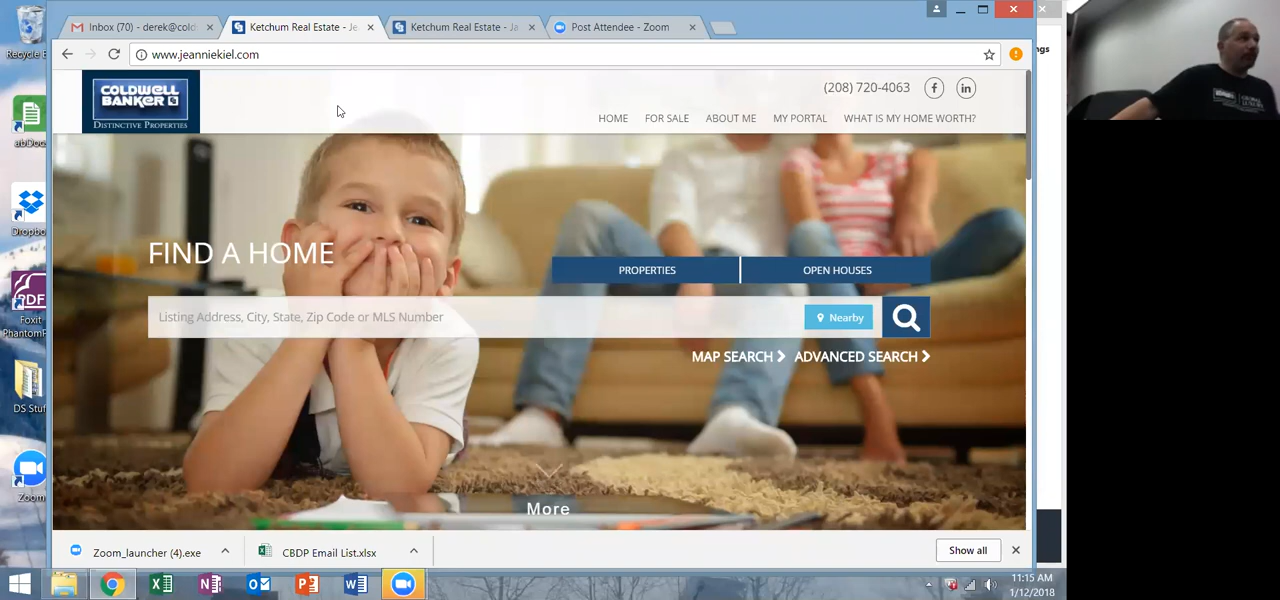 Recycle
Inbox (70) - derek@cold
Ketchum Real Estate - Je
Ketchum Real Estate - Ja
Post Attendee - Zoom
www.jeanniekiel.com
COLDWELL
BANKER
DISTINCTIVE PROPERTIES
(208) 720-4063
HOME FOR SALE ABOUT ME MY PORTAL WHAT IS MY HOME WORTH?
FIND A HOME
PROPERTIES OPEN HOUSES
Listing Address, City, State, Zip Code or MLS Number
Nearby
MAP SEARCH ADVANCED SEARCH
More
abDoc
Dropbo
PDF
Foxit
PhantomP
DS Stuf
Zoom
Zoom_launcher (4).exe
CBDP Email List.xlsx
Show all
11:15 AM
1/12/2018
ngs